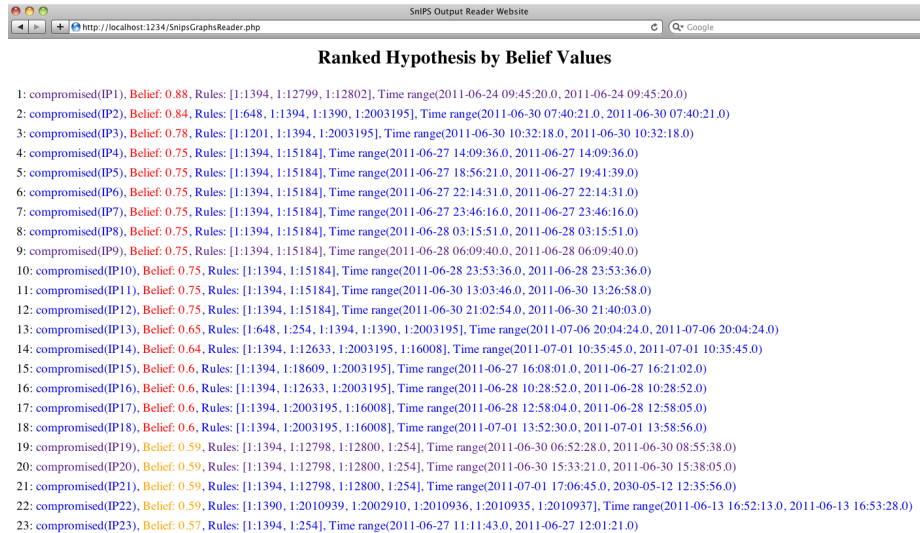 SnIPS Output Reader Website
http://localhost:1234/SnipsGraphsReader.php
Google
Ranked Hypothesis by Belief Values
1: compromised(IP1), Belief: 0.88, Rules: [1:1394, 1:12799, 1:12802], Time range(2011-06-24 09:45:20.0, 2011-06-24 09:45:20.0)
2: compromised(IP2), Belief: 0.84, Rules: [1:648, 1:1394, 1:1390, 1:2003195], Time range(2011-06-30 07:40:21.0, 2011-06-30 07:40:21.0)
3: compromised(IP3), Belief: 0.78, Rules: [1:1201, 1:1394, 1:2003195], Time range(2011-06-30 10:32:18.0, 2011-06-30 10:32:18.0)
4: compromised(IP4), Belief: 0.75, Rules: [1:1394, 1:15184], Time range(2011-06-27 14:09:36.0, 2011-06-27 14:09:36.0)
5: compromised(IP5), Belief: 0.75, Rules: [1:1394, 1:15184], Time range(2011-06-27 18:56:21.0, 2011-06-27 19:41:39.0)
6: compromised(IP6), Belief: 0.75, Rules: [1:1394, 1:15184], Time range(2011-06-27 22:14:31.0, 2011-06-27 22:14:31.0)
7: compromised(IP7), Belief: 0.75, Rules: [1:1394, 1:15184], Time range(2011-06-27 23:46:16.0, 2011-06-27 23:46:16.0)
8: compromised(IP8), Belief: 0.75, Rules: [1:1394, 1:15184], Time range(2011-06-28 03:15:51.0, 2011-06-28 03:15:51.0)
9: compromised(IP9), Belief: 0.75, Rules: [1:1394, 1:15184], Time range(2011-06-28 06:09:40.0, 2011-06-28 06:09:40.0)
10: compromised(IP10), Belief: 0.75, Rules: [1:1394, 1:15184], Time range(2011-06-28 23:53:36.0, 2011-06-28 23:53:36.0)
11: compromised(IP11), Belief: 0.75, Rules: [1:1394, 1:15184], Time range(2011-06-30 13:03:46.0, 2011-06-30 13:26:58.0)
12: compromised(IP12), Belief: 0.75, Rules: [1:1394, 1:15184], Time range(2011-06-30 21:02:54.0, 2011-06-30 21:40:03.0)
13: compromised(IP13), Belief: 0.65, Rules: [1:648, 1:254, 1:1394, 1:1390, 1:2003195], Time range(2011-07-06 20:04:24.0, 2011-07-06 20:04:24.0)
14: compromised(IP14), Belief: 0.64, Rules: [1:1394, 1:12633, 1:2003195, 1:16008], Time range(2011-07-01 10:35:45.0, 2011-07-01 10:35:45.0)
15: compromised(IP15), Belief: 0.6, Rules: [1:1394, 1:18609, 1:2003195], Time range(2011-06-27 16:08:01.0, 2011-06-27 16:21:02.0)
16: compromised(IP16), Belief: 0.6, Rules: [1:1394, 1:12633, 1:2003195], Time range(2011-06-28 10:28:52.0, 2011-06-28 10:28:52.0)
17: compromised(IP17), Belief: 0.6, Rules: [1:1394, 1:2003195, 1:16008], Time range(2011-06-28 12:58:04.0, 2011-06-28 12:58:05.0)
18: compromised(IP18), Belief: 0.6, Rules: [1:1394, 1:2003195, 1:16008], Time range(2011-07-01 13:52:30.0, 2011-07-01 13:58:56.0)
19: compromised(IP19), Belief: 0.59, Rules: [1:1394, 1:12798, 1:12800, 1:254], Time range(2011-06-30 06:52:28.0, 2011-06-30 08:55:38.0)
20: compromised(IP20), Belief: 0.59, Rules: [1:1394, 1:12798, 1:12800, 1:254], Time range(2011-06-30 15:33:21.0, 2011-06-30 15:38:05.0)
21: compromised(IP21), Belief: 0.59, Rules: [1:1394, 1:12798, 1:12800, 1:254], Time range(2011-07-01 17:06:45.0, 2030-05-12 12:35:56.0)
22: compromised(IP22), Belief: 0.59, Rules: [1:1390, 1:2010939, 1:2002910, 1:2010936, 1:2010935, 1:2010937], Time range(2011-06-13 16:52:13.0, 2011-06-13 16:53:28.0)
23: compromised(IP23), Belief: 0.57, Rules: [1:1394, 1:254], Time range(2011-06-27 11:11:43.0, 2011-06-27 12:01:21.0)